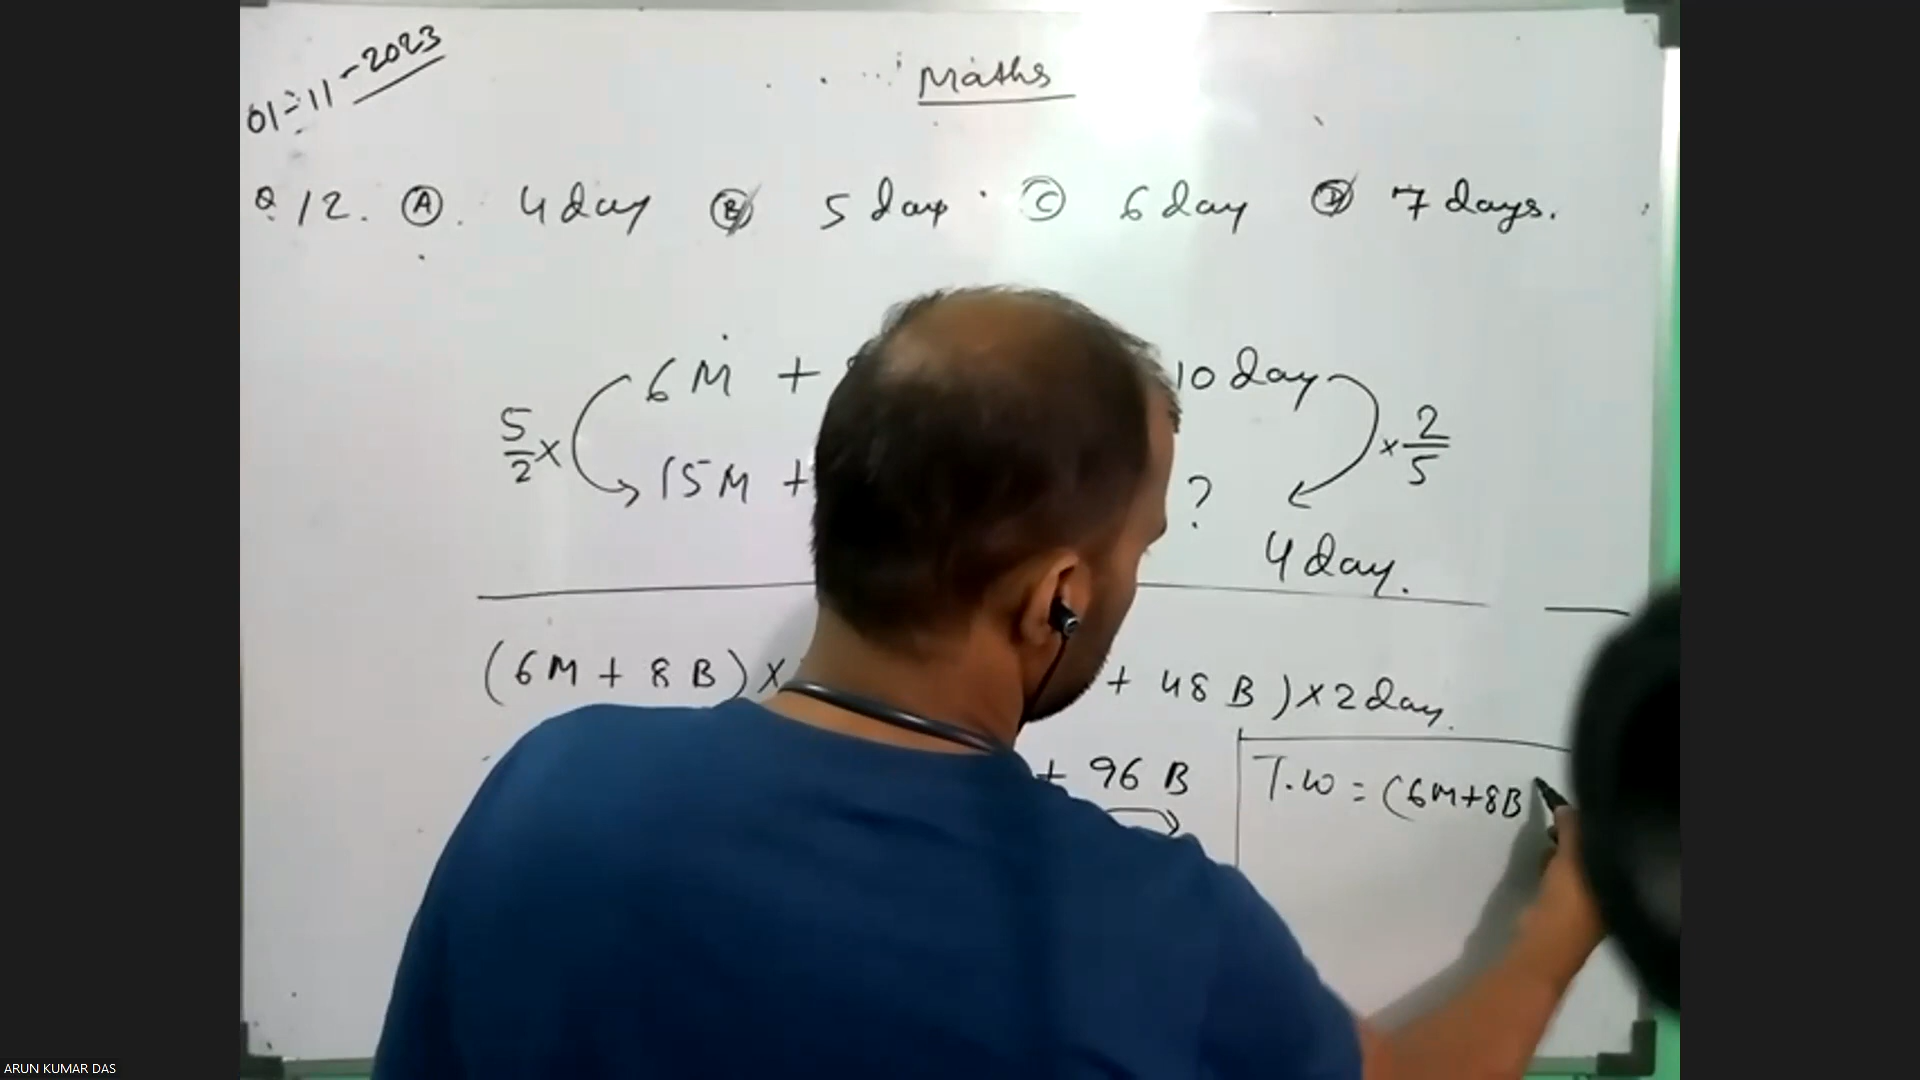 01-11-2023
Maths
Q.12. (A). 4 day (B) 5 day (C) 6 day (D) 7 days.
6M + 10 day
5/2 × × 2/5
15M + ?
4 day.
(6M + 8B) × + 48 B) × 2 day.
+ 96 B
T.W = (6M+8B
ARUN KUMAR DAS